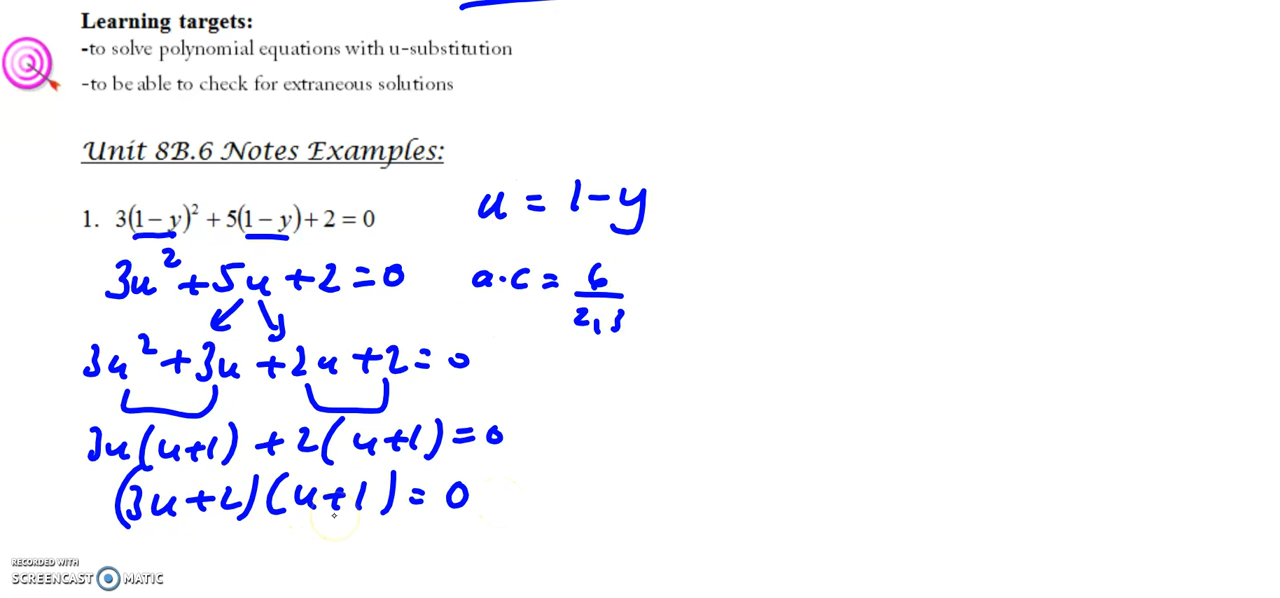 Learning targets:
-to solve polynomial equations with u-substitution
-to be able to check for extraneous solutions
Unit 8B.6 Notes Examples:
1. 3(1 − y)² + 5(1 − y) + 2 = 0
u = 1 − y
3u² + 5u + 2 = 0
a·c = 6
2, 3
3u² + 3u + 2u + 2 = 0
3u(u+1) + 2(u+1) = 0
(3u+2)(u+1) = 0
RECORDED WITH
SCREENCAST MATIC